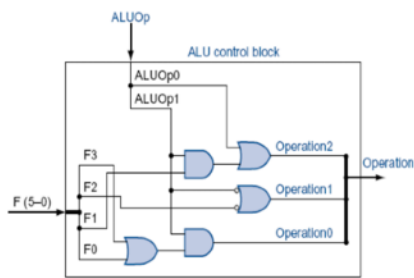 ALUOp
ALU control block
ALUOp0
ALUOp1
F3
F2
F (5–0)
F1
F0
Operation2
Operation1
Operation0
Operation